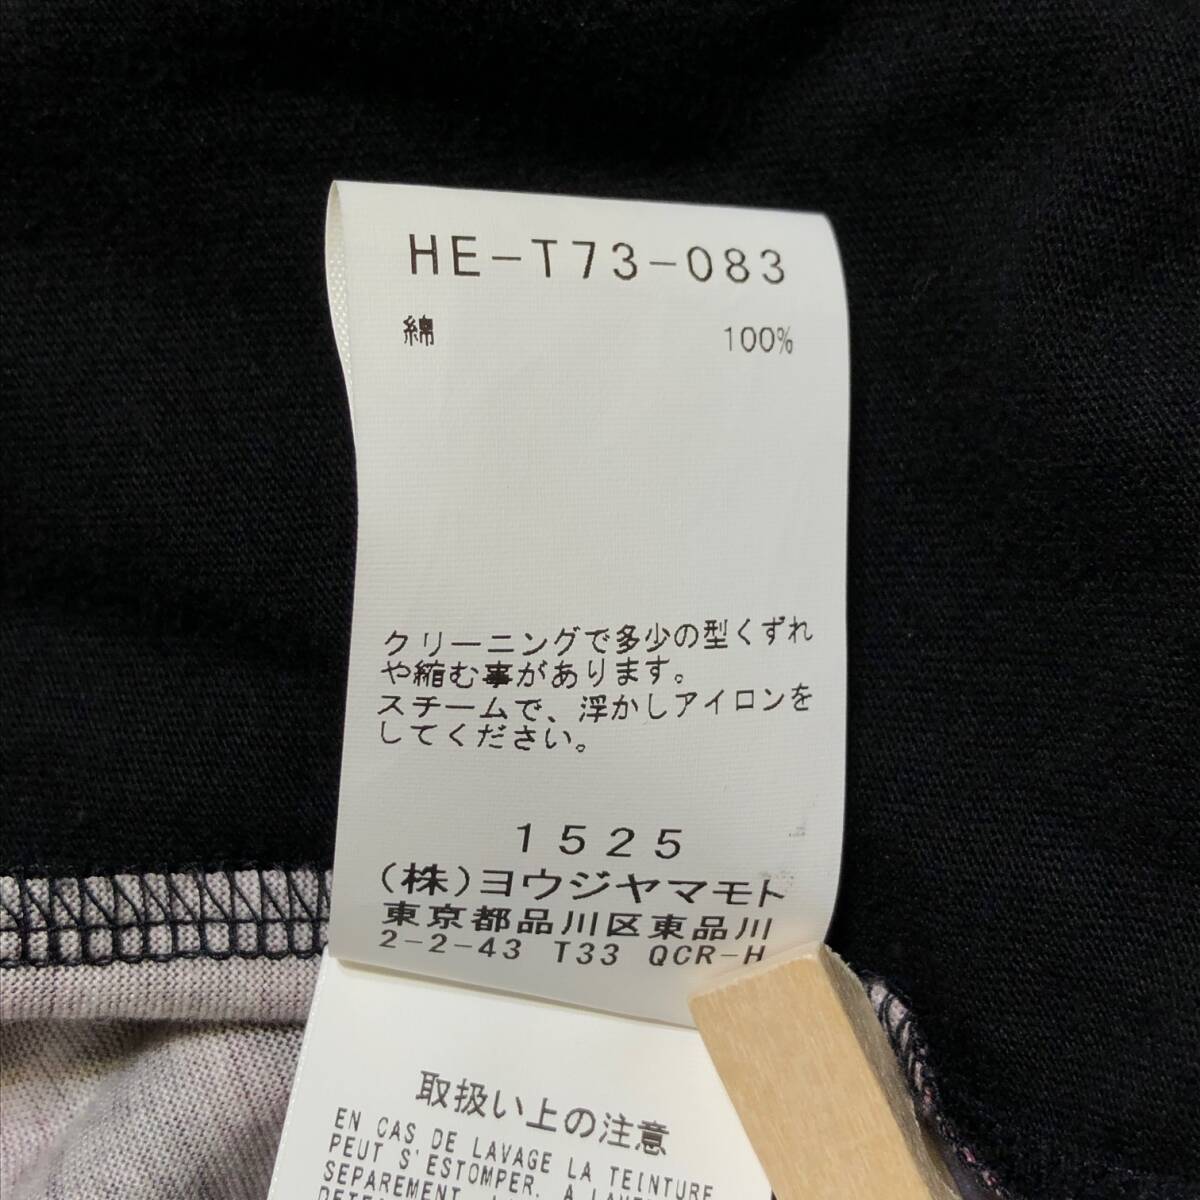 HE-T73-083
綿 100%
クリーニングで多少の型くずれ
や縮む事があります。
スチームで、浮かしアイロンを
してください。
1525
(株)ヨウジヤマモト
東京都品川区東品川
2-2-43 T33 QCR-H
取扱い上の注意
EN CAS DE LAVAGE LA TEINTURE
PEUT S'ESTOMPER. A
SEPAREMENT.